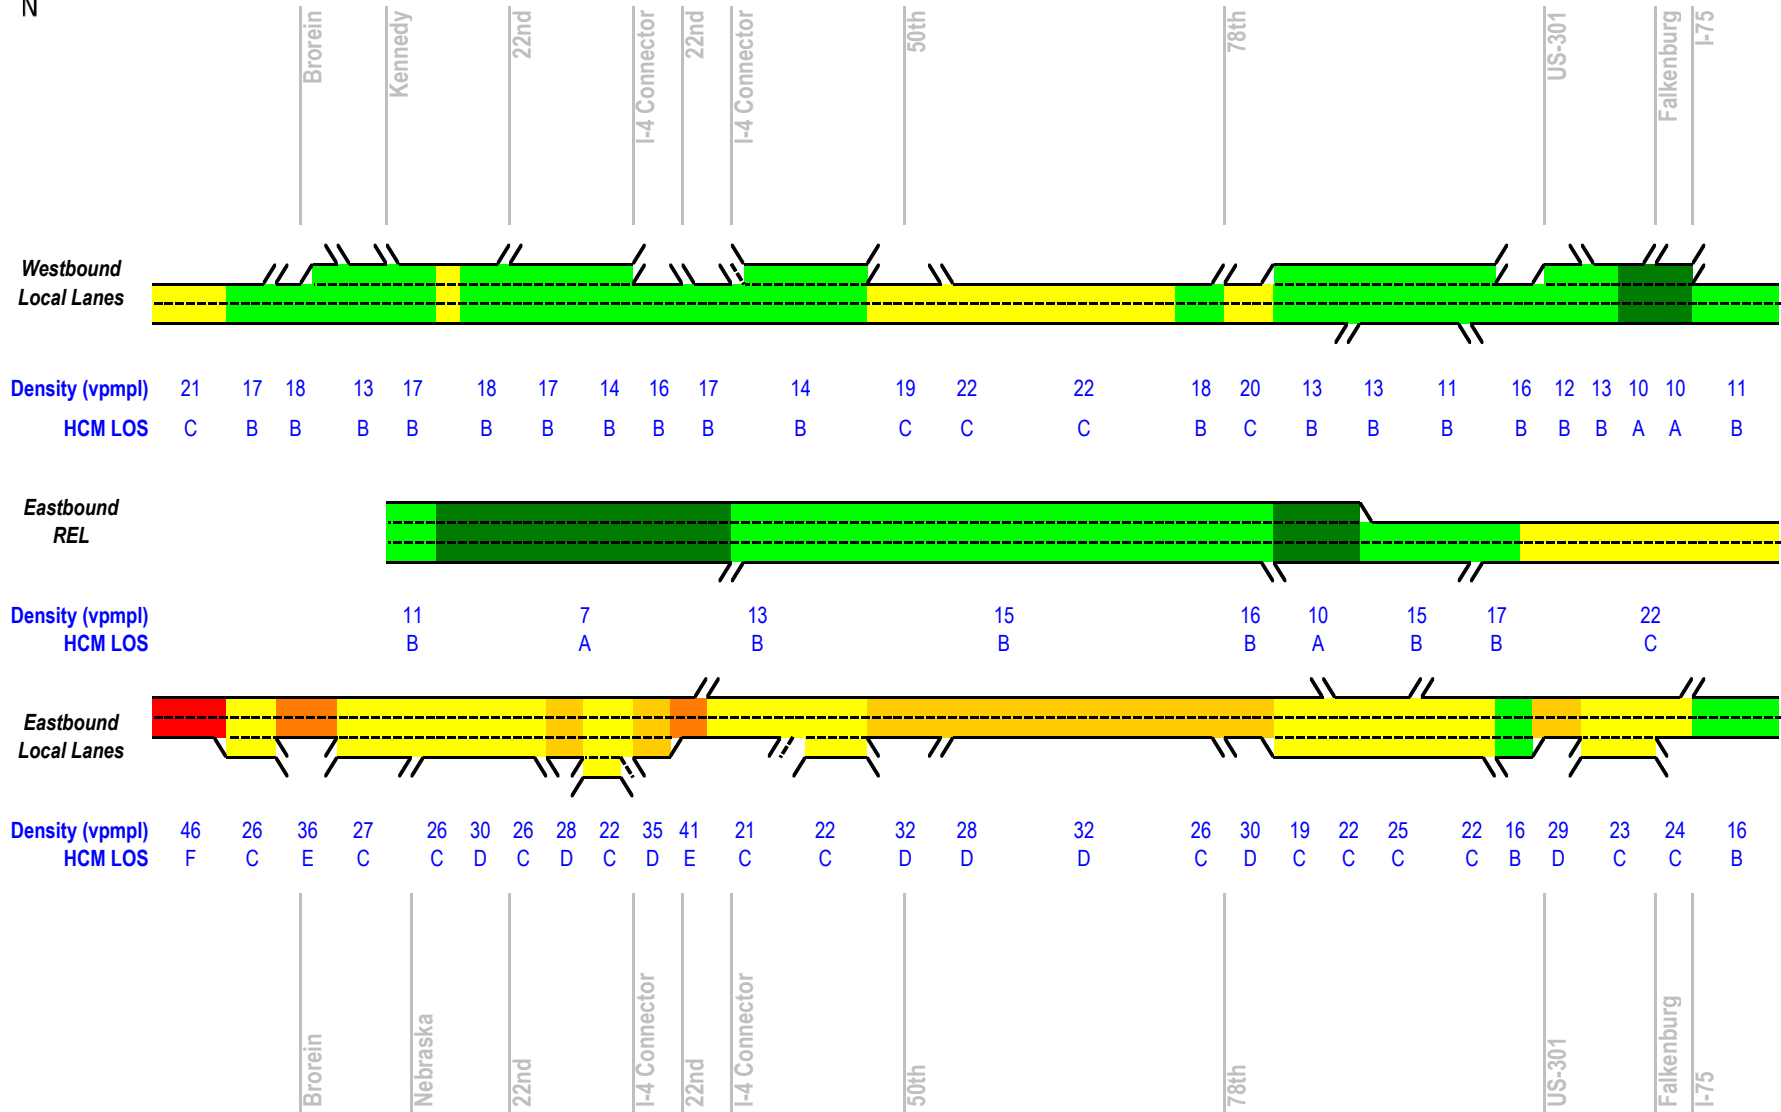 N
Brorein
Kennedy
22nd
I-4 Connector
22nd
I-4 Connector
50th
78th
US-301
Falkenburg
I-75
Westbound
Local Lanes
Density (vpmpl) 21 17 18 13 17 18 17 14 16 17 14 19 22 22 18 20 13 13 11 16 12 13 10 10 11
HCM LOS C B B B B B B B B B B C C C B C B B B B B B A A B
Eastbound
REL
Density (vpmpl) 11 7 13 15 16 10 15 17 22
HCM LOS B A B B B A B B C
Eastbound
Local Lanes
Density (vpmpl) 46 26 36 27 26 30 26 28 22 35 41 21 22 32 28 32 26 30 19 22 25 22 16 29 23 24 16
HCM LOS F C E C C D C D C D E C C D D D C D C C C C B D C C B
Brorein
Nebraska
22nd
I-4 Connector
22nd
I-4 Connector
50th
78th
US-301
Falkenburg
I-75